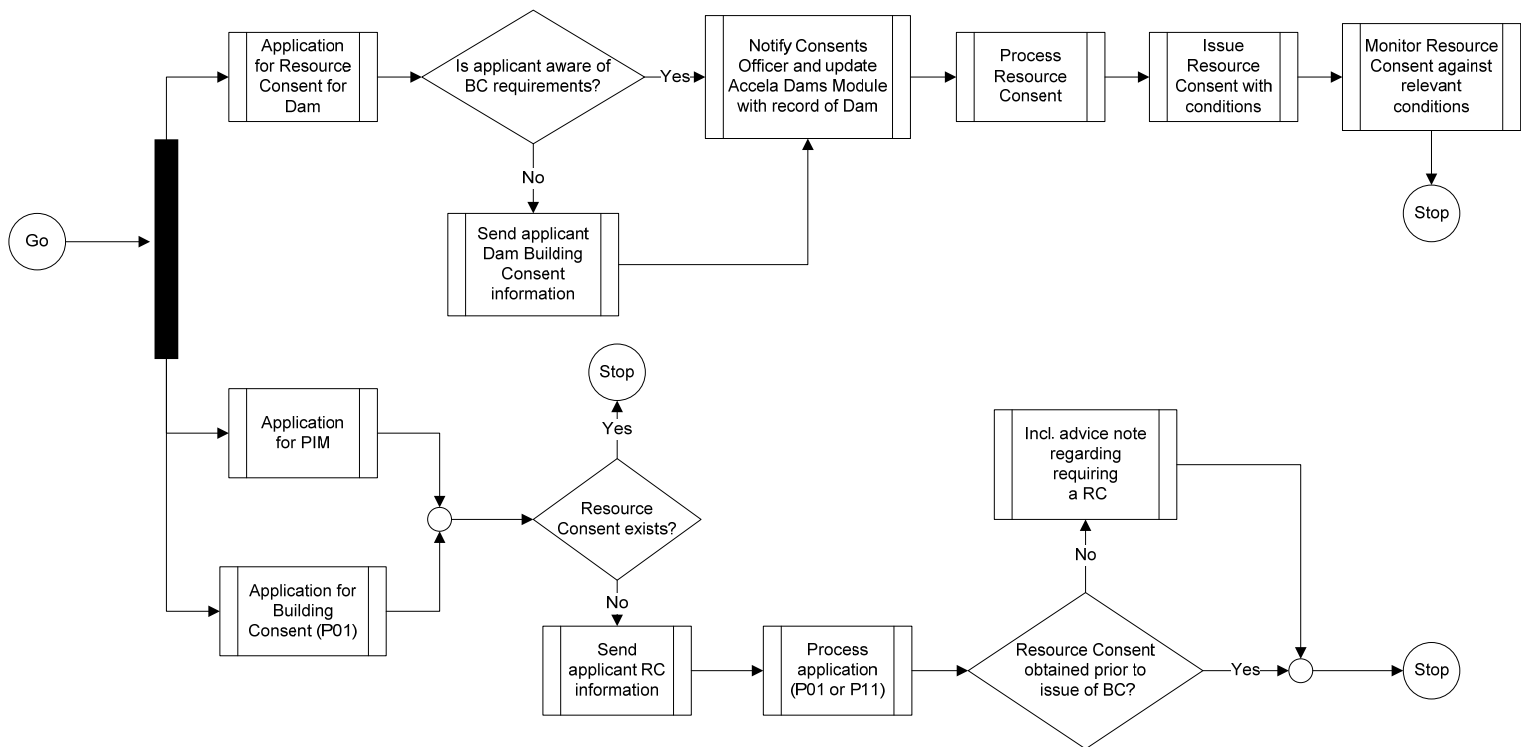 Go
Application
for Resource
Consent for
Dam
Is applicant aware of
BC requirements?
Yes
No
Send applicant
Dam Building
Consent
information
Notify Consents
Officer and update
Accela Dams Module
with record of Dam
Process
Resource
Consent
Issue
Resource
Consent with
conditions
Monitor Resource
Consent against
relevant
conditions
Stop
Application
for PIM
Application for
Building
Consent (P01)
Resource
Consent exists?
Yes
Stop
No
Send
applicant RC
information
Process
application
(P01 or P11)
Resource Consent
obtained prior to
issue of BC?
No
Incl. advice note
regarding
requiring
a RC
Yes
Stop